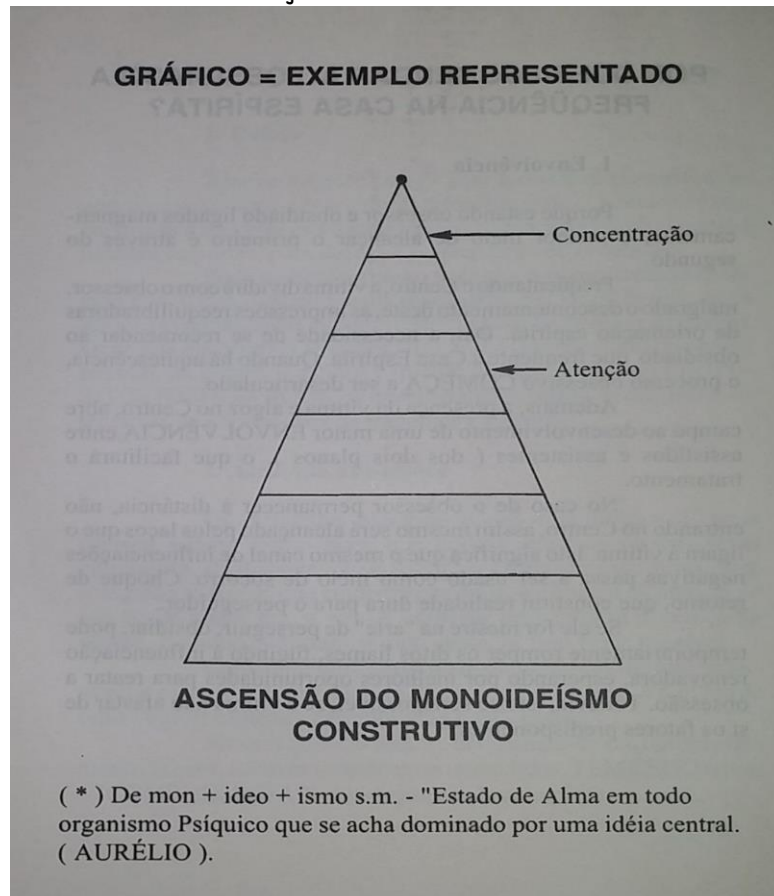 GRÁFICO = EXEMPLO REPRESENTADO
Concentração
Atenção
ASCENSÃO DO MONOIDEÍSMO
CONSTRUTIVO
( * ) De mon + ideo + ismo s.m. - "Estado de Alma em todo
organismo Psíquico que se acha dominado por uma idéia central.
( AURÉLIO ).